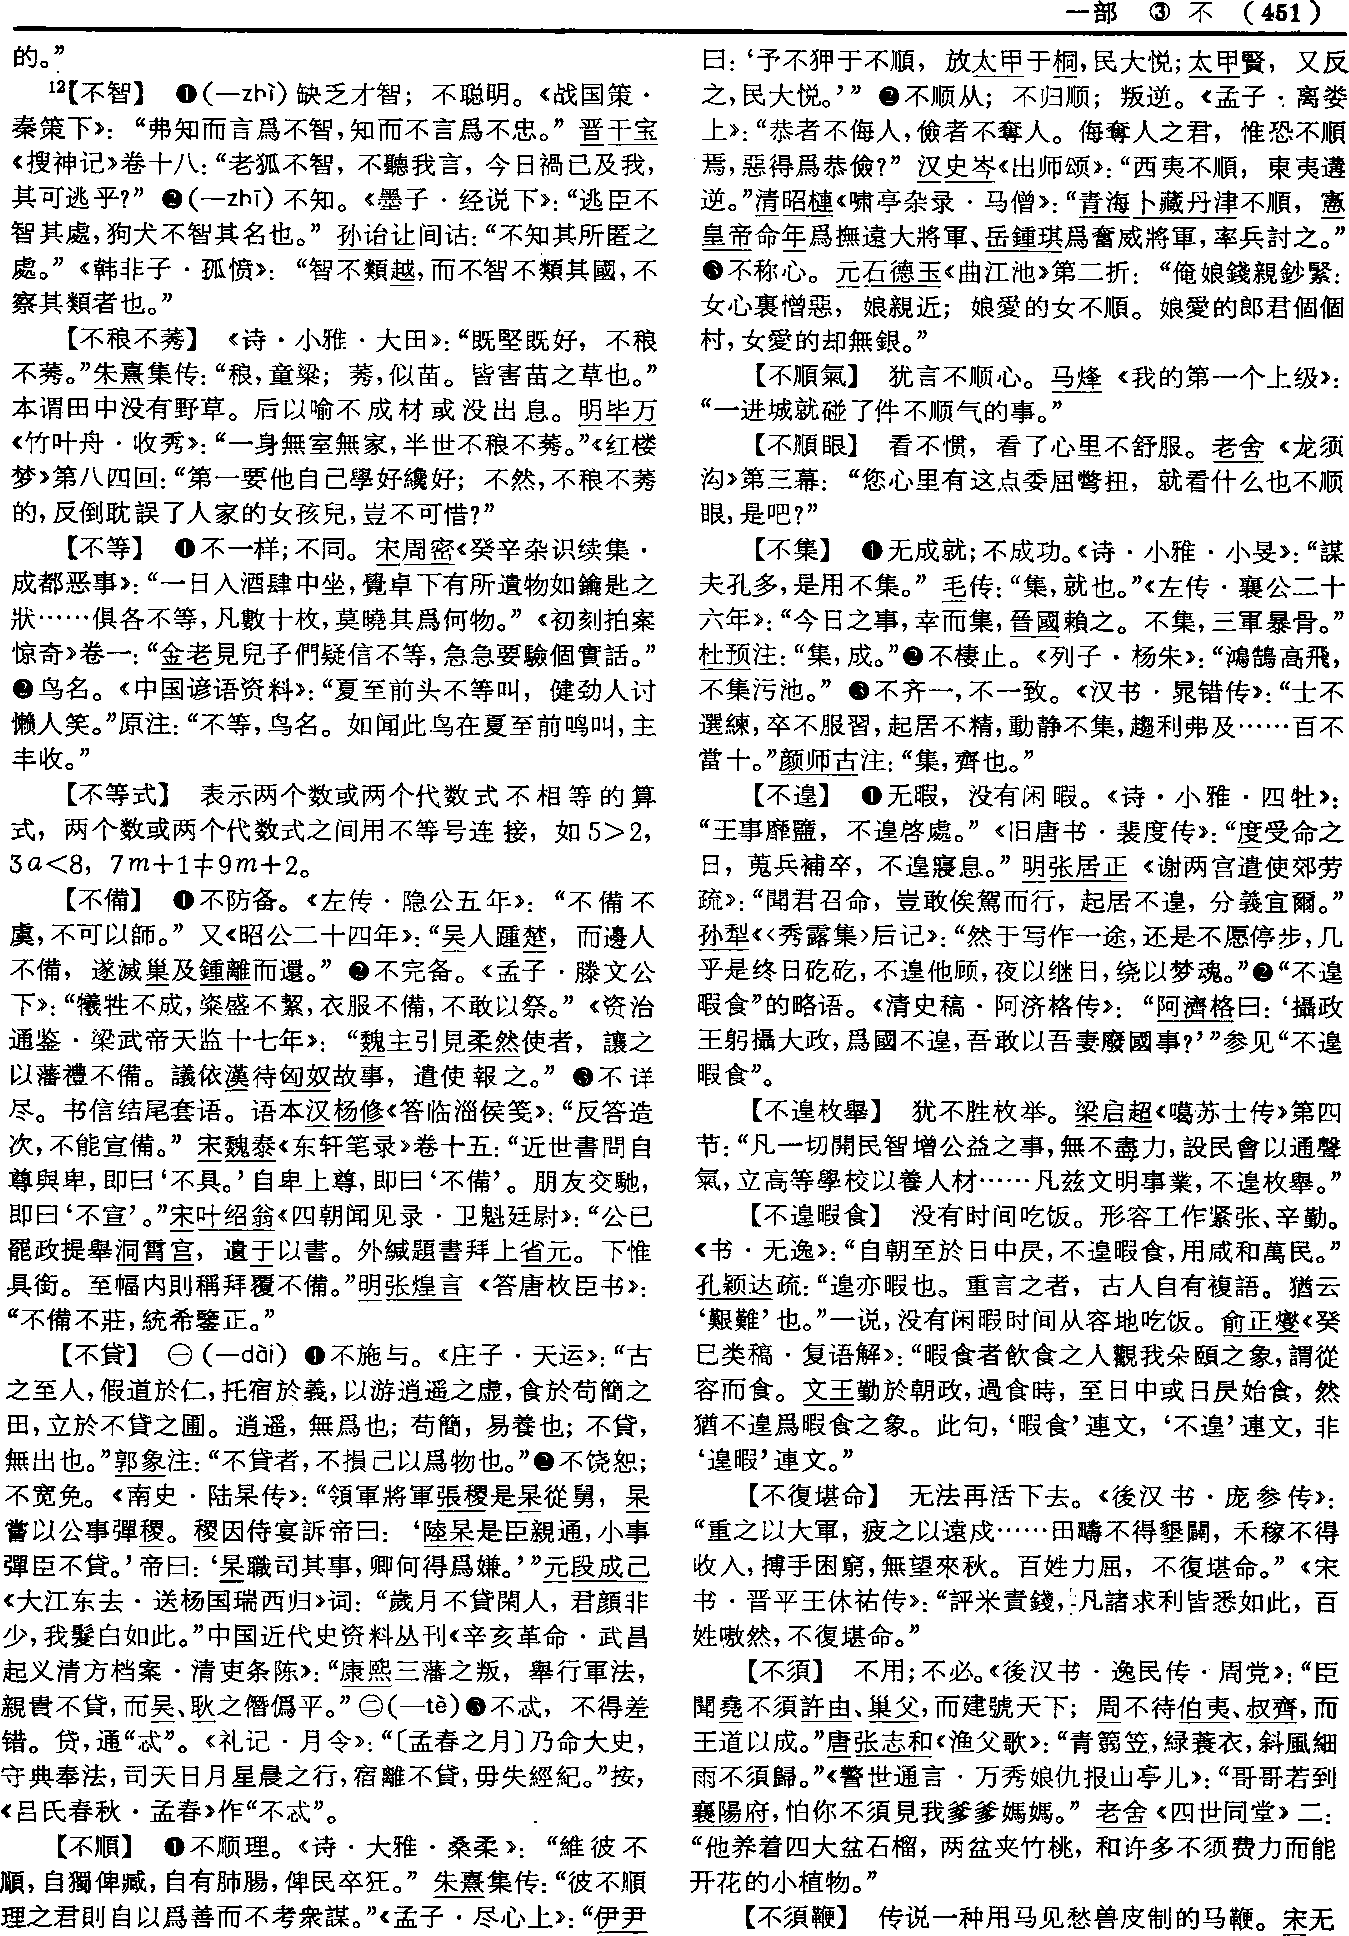 一部 ③ 不 (451)
的。”
¹²【不智】 ❶(—zhì)缺乏才智；不聪明。《战国策·
秦策下》：“弗知而言爲不智，知而不言爲不忠。”晋干宝
《搜神记》卷十八：“老狐不智，不聽我言，今日禍已及我，
其可逃乎？” ❷(—zhī)不知。《墨子·经说下》：“逃臣不
智其處，狗犬不智其名也。” 孙诒让间诂：“不知其所匿之
處。”《韩非子·孤愤》：“智不類越，而不智不類其國，不
察其類者也。”
【不稂不莠】 《诗·小雅·大田》：“既堅既好，不稂
不莠。”朱熹集传：“稂，童粱；莠，似苗。皆害苗之草也。”
本谓田中没有野草。后以喻不成材或没出息。明毕万
《竹叶舟·收秀》：“一身無室無家，半世不稂不莠。”《红楼
梦》第八四回：“第一要他自己學好纔好；不然，不稂不莠
的，反倒耽誤了人家的女孩兒，豈不可惜？”
【不等】 ❶不一样；不同。宋周密《癸辛杂识续集·
成都恶事》：“一日入酒肆中坐，覺卓下有所遺物如鑰匙之
狀……俱各不等，凡數十枚，莫曉其爲何物。”《初刻拍案
惊奇》卷一：“金老見兒子們疑信不等，急急要驗個實話。”
❷鸟名。《中国谚语资料》：“夏至前头不等叫，健劲人讨
懒人笑。”原注：“不等，鸟名。如闻此鸟在夏至前鸣叫，主
丰收。”
【不等式】 表示两个数或两个代数式不相等的算
式，两个数或两个代数式之间用不等号连接，如5＞2，
3a＜8，7m＋1≠9m＋2。
【不備】 ❶不防备。《左传·隐公五年》：“不備不
虞，不可以師。”又《昭公二十四年》：“吴人踵楚，而邊人
不備，遂滅巢及鍾離而還。” ❷不完备。《孟子·滕文公
下》：“犧牲不成，粢盛不絜，衣服不備，不敢以祭。”《资治
通鉴·梁武帝天监十七年》：“魏主引見柔然使者，讓之
以藩禮不備。議依漢待匈奴故事，遣使報之。” ❸不详
尽。书信结尾套语。语本汉杨修《答临淄侯笺》：“反答造
次，不能宣備。”宋魏泰《东轩笔录》卷十五：“近世書問自
尊與卑，即曰‘不具。’自卑上尊，即曰‘不備’。朋友交馳，
即曰‘不宣’。”宋叶绍翁《四朝闻见录·卫魁廷尉》：“公已
罷政提舉洞霄宫，遺于以書。外緘題書拜上省元。下惟
具銜。至幅内則稱拜覆不備。”明张煌言《答唐枚臣书》：
“不備不莊，統希鑒正。”
【不貸】 ㊀(—dài) ❶不施与。《庄子·天运》：“古
之至人，假道於仁，托宿於義，以游逍遥之虚，食於苟簡之
田，立於不貸之圃。逍遥，無爲也；苟簡，易養也；不貸，
無出也。”郭象注：“不貸者，不損己以爲物也。”❷不饶恕；
不宽免。《南史·陆杲传》：“領軍將軍張稷是杲從舅，杲
嘗以公事彈稷。稷因侍宴訴帝曰：‘陸杲是臣親通，小事
彈臣不貸。’帝曰：‘杲職司其事，卿何得爲嫌。’”元段成己
《大江东去·送杨国瑞西归》词：“歲月不貸閑人，君顔非
少，我髮白如此。”中国近代史资料丛刊《辛亥革命·武昌
起义清方档案·清吏条陈》：“康熙三藩之叛，舉行軍法，
親貴不貸，而吴、耿之僭僞平。”㊁(—tè)❸不忒，不得差
错。贷，通“忒”。《礼记·月令》：“〔孟春之月〕乃命大史，
守典奉法，司天日月星晨之行，宿離不貸，毋失經紀。”按，
《吕氏春秋·孟春》作“不忒”。
【不順】 ❶不顺理。《诗·大雅·桑柔》：“維彼不
順，自獨俾臧，自有肺腸，俾民卒狂。” 朱熹集传：“彼不順
理之君則自以爲善而不考衆謀。”《孟子·尽心上》：“伊尹
曰：‘予不狎于不順，放太甲于桐，民大悦；太甲賢，又反
之，民大悦。’” ❷不顺从；不归顺；叛逆。《孟子·离娄
上》：“恭者不侮人，儉者不奪人。侮奪人之君，惟恐不順
焉，惡得爲恭儉？” 汉史岑《出师颂》：“西夷不順，東夷遘
逆。”清昭槤《啸亭杂录·马僧》：“青海卜藏丹津不順，憲
皇帝命年爲撫遠大將軍、岳鍾琪爲奮威將軍，率兵討之。”
❸不称心。元石德玉《曲江池》第二折：“俺娘錢親鈔緊；
女心裏憎惡，娘親近；娘愛的女不順。娘愛的郎君個個
村，女愛的却無銀。”
【不順氣】 犹言不顺心。马烽《我的第一个上级》：
“一进城就碰了件不顺气的事。”
【不順眼】 看不惯，看了心里不舒服。老舍《龙须
沟》第三幕：“您心里有这点委屈彆扭，就看什么也不顺
眼，是吧？”
【不集】 ❶无成就；不成功。《诗·小雅·小旻》：“謀
夫孔多，是用不集。” 毛传：“集，就也。”《左传·襄公二十
六年》：“今日之事，幸而集，晉國賴之。不集，三軍暴骨。”
杜预注：“集，成。”❷不棲止。《列子·杨朱》：“鴻鵠高飛，
不集污池。” ❸不齐一，不一致。《汉书·晁错传》：“士不
選練，卒不服習，起居不精，動静不集，趨利弗及……百不
當十。”颜师古注：“集，齊也。”
【不遑】 ❶无暇，没有闲暇。《诗·小雅·四牡》：
“王事靡盬，不遑啓處。”《旧唐书·裴度传》：“度受命之
日，蒐兵補卒，不遑寢息。”明张居正《谢两宫遣使郊劳
疏》：“聞君召命，豈敢俟駕而行，起居不遑，分義宜爾。”
孙犁《〈秀露集〉后记》：“然于写作一途，还是不愿停步，几
乎是终日矻矻，不遑他顾，夜以继日，绕以梦魂。”❷“不遑
暇食”的略语。《清史稿·阿济格传》：“阿濟格曰：‘攝政
王躬攝大政，爲國不遑，吾敢以吾妻廢國事？’”参见“不遑
暇食”。
【不遑枚舉】 犹不胜枚举。梁启超《噶苏士传》第四
节：“凡一切開民智增公益之事，無不盡力，設民會以通聲
氣，立高等學校以養人材……凡兹文明事業，不遑枚舉。”
【不遑暇食】 没有时间吃饭。形容工作紧张、辛勤。
《书·无逸》：“自朝至於日中昃，不遑暇食，用咸和萬民。”
孔颖达疏：“遑亦暇也。重言之者，古人自有複語。猶云
‘艱難’也。”一说，没有闲暇时间从容地吃饭。俞正燮《癸
巳类稿·复语解》：“暇食者飲食之人觀我朵頤之象，謂從
容而食。文王勤於朝政，過食時，至日中或日昃始食，然
猶不遑爲暇食之象。此句，‘暇食’連文，‘不遑’連文，非
‘遑暇’連文。”
【不復堪命】 无法再活下去。《後汉书·庞参传》：
“重之以大軍，疲之以遠戍……田疇不得墾闢，禾稼不得
收入，搏手困窮，無望來秋。百姓力屈，不復堪命。”《宋
书·晋平王休祐传》：“評米責錢，凡諸求利皆悉如此，百
姓嗷然，不復堪命。”
【不須】 不用；不必。《後汉书·逸民传·周党》：“臣
聞堯不須許由、巢父，而建號天下；周不待伯夷、叔齊，而
王道以成。”唐张志和《渔父歌》：“青篛笠，緑蓑衣，斜風細
雨不須歸。”《警世通言·万秀娘仇报山亭儿》：“哥哥若到
襄陽府，怕你不須見我爹爹媽媽。”老舍《四世同堂》二：
“他养着四大盆石榴，两盆夹竹桃，和许多不须费力而能
开花的小植物。”
【不須鞭】 传说一种用马见愁兽皮制的马鞭。宋无